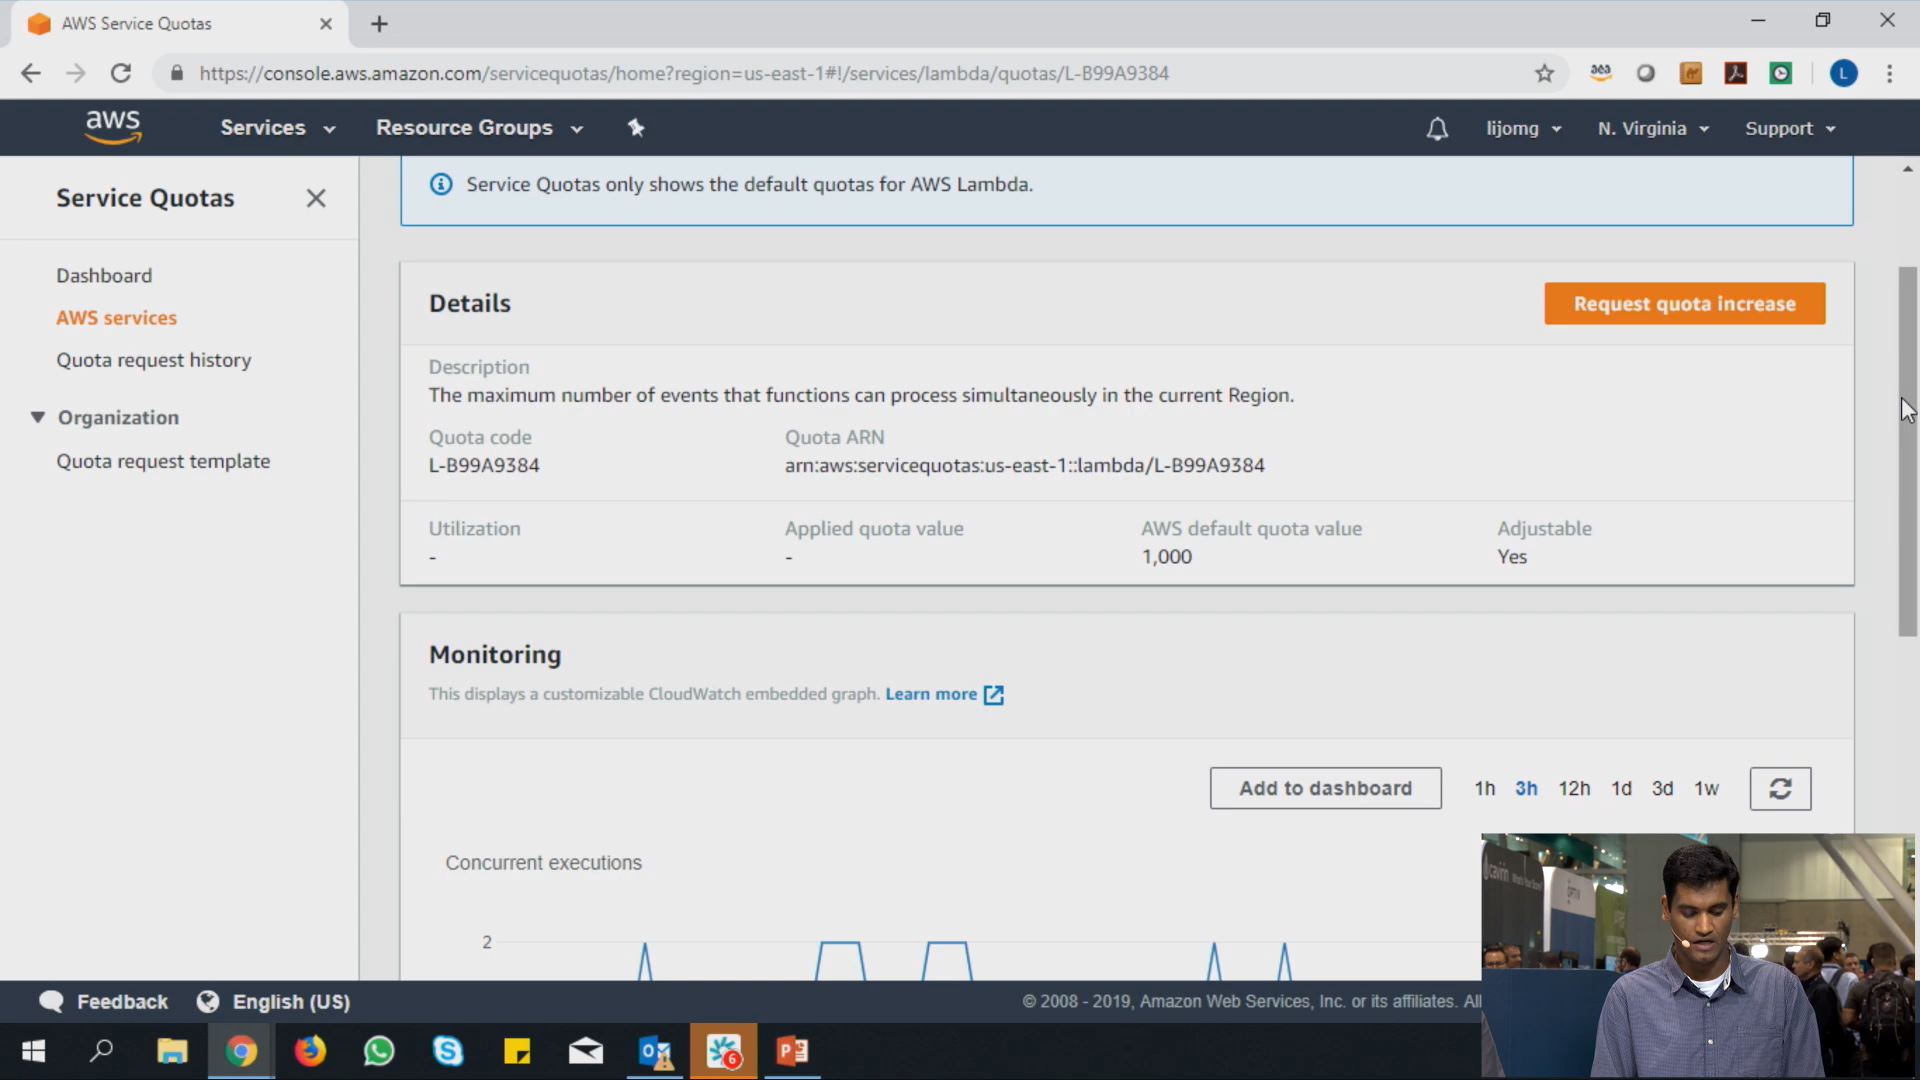 AWS Service Quotas
https://console.aws.amazon.com/servicequotas/home?region=us-east-1#!/services/lambda/quotas/L-B99A9384
L
aws
Services
Resource Groups
lijomg
N. Virginia
Support
Service Quotas
Dashboard
AWS services
Quota request history
Organization
Quota request template
Service Quotas only shows the default quotas for AWS Lambda.
Details
Request quota increase
Description
The maximum number of events that functions can process simultaneously in the current Region.
Quota code
Quota ARN
L-B99A9384
arn:aws:servicequotas:us-east-1::lambda/L-B99A9384
Utilization
Applied quota value
AWS default quota value
Adjustable
-
-
1,000
Yes
Monitoring
This displays a customizable CloudWatch embedded graph. Learn more
Add to dashboard
1h 3h 12h 1d 3d 1w
Concurrent executions
2
cavirin
Feedback
English (US)
© 2008 - 2019, Amazon Web Services, Inc. or its affiliates. All
6